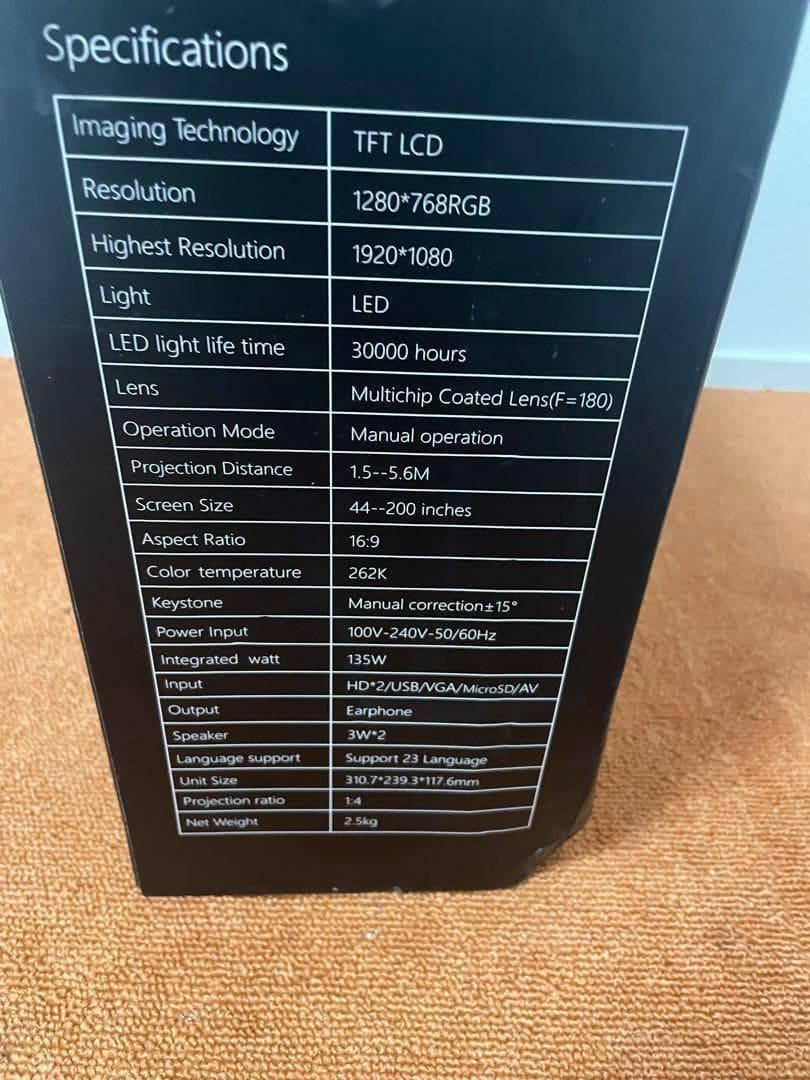 Specifications
Imaging Technology TFT LCD
Resolution 1280*768RGB
Highest Resolution 1920*1080
Light LED
LED light life time 30000 hours
Lens Multichip Coated Lens(F=180)
Operation Mode Manual operation
Projection Distance 1.5--5.6M
Screen Size 44--200 inches
Aspect Ratio 16:9
Color temperature 262K
Keystone Manual correction±15°
Power Input 100V-240V-50/60Hz
Integrated watt 135W
Input HD*2/USB/VGA/MicroSD/AV
Output Earphone
Speaker 3W*2
Language support Support 23 Language
Unit Size 310.7*239.3*117.6mm
Projection ratio 1:4
Net Weight 2.5kg